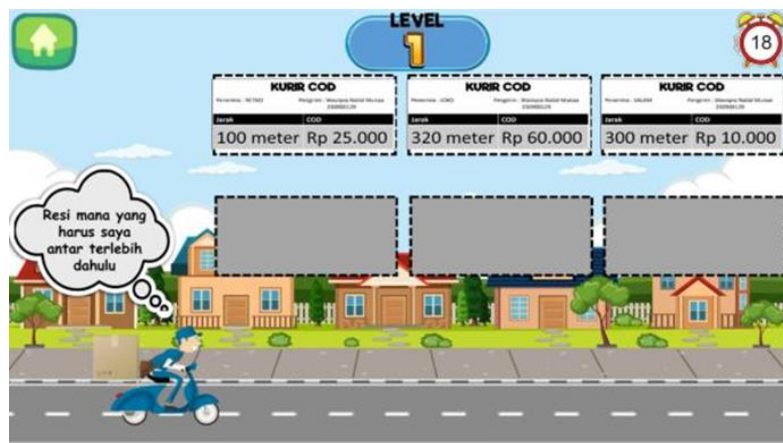 LEVEL
1
18
KURIR COD
Jarak COD
100 meter Rp 25.000
KURIR COD
Jarak COD
320 meter Rp 60.000
KURIR COD
Jarak COD
300 meter Rp 10.000
Resi mana yang
harus saya
antar terlebih
dahulu